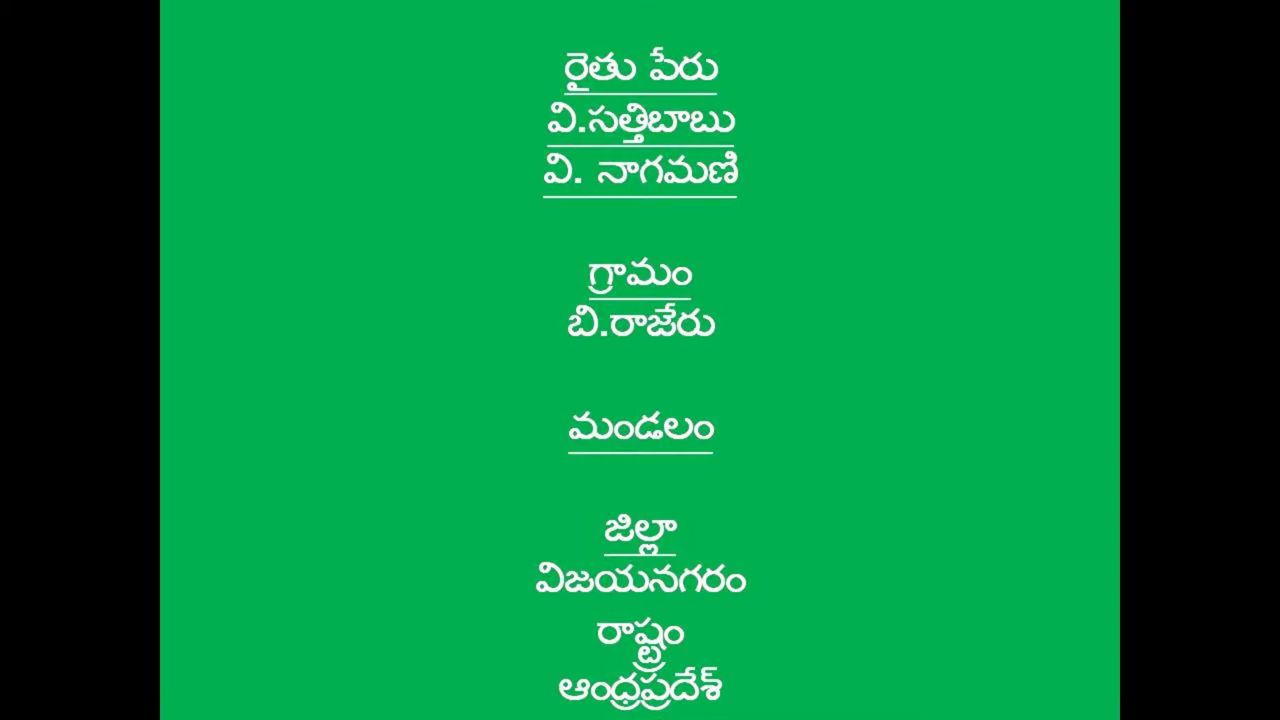 రైతు పేరు
వి.సత్తిబాబు
వి. నాగమణి
గ్రామం
బి.రాజేరు
మండలం
జిల్లా
విజయనగరం
రాష్ట్రం
ఆంధ్రప్రదేశ్